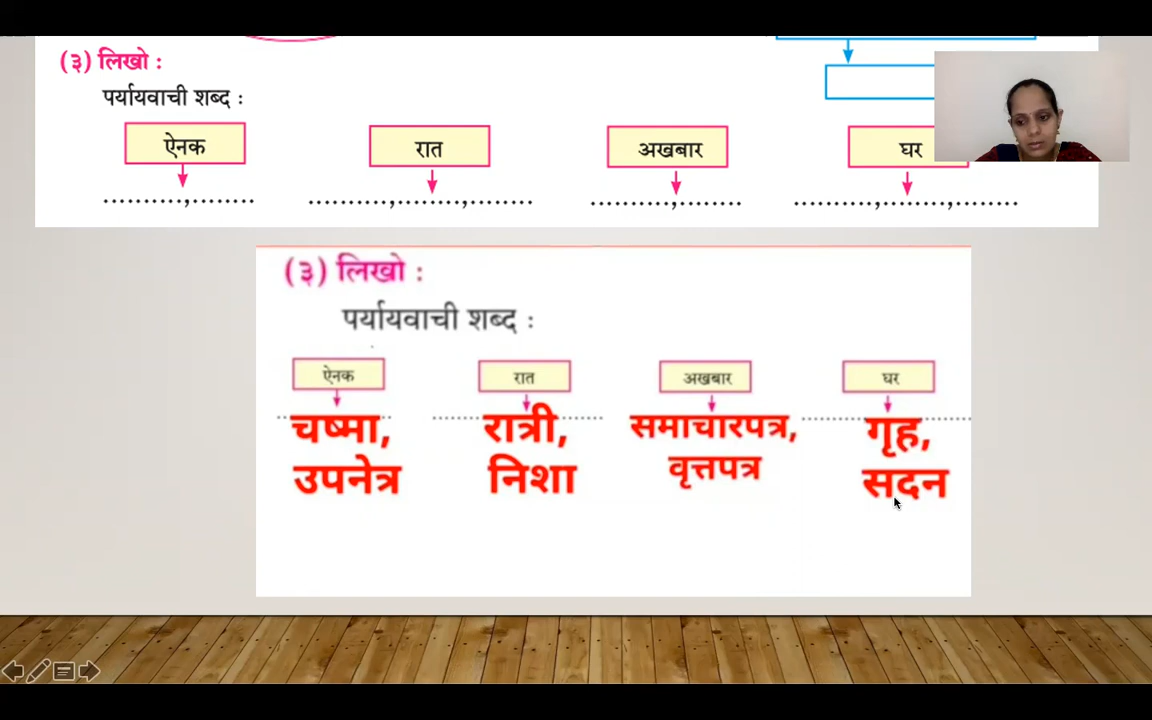 (३) लिखो :
पर्यायवाची शब्द :
ऐनक रात अखबार घर
..........,........ ..........,........,........ ..........,........ ..........,........,........
(३) लिखो :
पर्यायवाची शब्द :
ऐनक रात अखबार घर
चष्मा, रात्री, समाचारपत्र, गृह,
उपनेत्र निशा वृत्तपत्र सदन